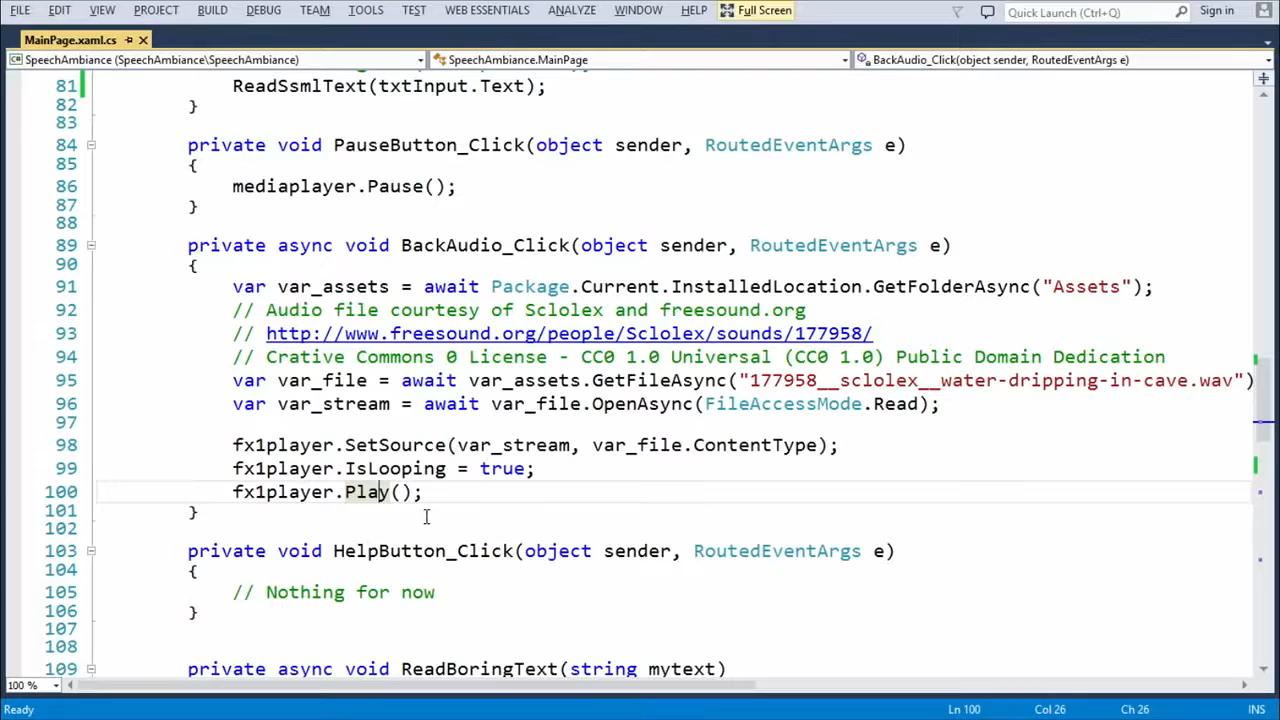 FILE EDIT VIEW PROJECT BUILD DEBUG TEAM TOOLS TEST WEB ESSENTIALS ANALYZE WINDOW HELP Full Screen Quick Launch (Ctrl+Q) Sign in
MainPage.xaml.cs
SpeechAmbiance (SpeechAmbiance\SpeechAmbiance) SpeechAmbiance.MainPage BackAudio_Click(object sender, RoutedEventArgs e)
81 ReadSsmlText(txtInput.Text);
82 }
83
84 private void PauseButton_Click(object sender, RoutedEventArgs e)
85 {
86 mediaplayer.Pause();
87 }
88
89 private async void BackAudio_Click(object sender, RoutedEventArgs e)
90 {
91 var var_assets = await Package.Current.InstalledLocation.GetFolderAsync("Assets");
92 // Audio file courtesy of Sclolex and freesound.org
93 // http://www.freesound.org/people/Sclolex/sounds/177958/
94 // Crative Commons 0 License - CC0 1.0 Universal (CC0 1.0) Public Domain Dedication
95 var var_file = await var_assets.GetFileAsync("177958__sclolex__water-dripping-in-cave.wav")
96 var var_stream = await var_file.OpenAsync(FileAccessMode.Read);
97
98 fx1player.SetSource(var_stream, var_file.ContentType);
99 fx1player.IsLooping = true;
100 fx1player.Play();
101 }
102
103 private void HelpButton_Click(object sender, RoutedEventArgs e)
104 {
105 // Nothing for now
106 }
107
108
109 private async void ReadBoringText(string mytext)
100 %
Ready Ln 100 Col 26 Ch 26 INS